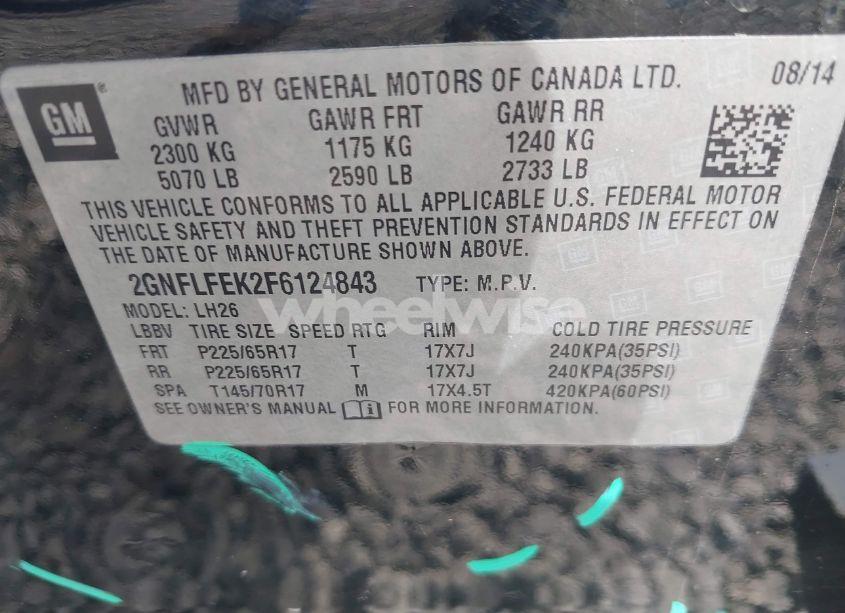 MFD BY GENERAL MOTORS OF CANADA LTD. 08/14
GM®
GVWR GAWR FRT GAWR RR
2300 KG 1175 KG 1240 KG
5070 LB 2590 LB 2733 LB
THIS VEHICLE CONFORMS TO ALL APPLICABLE U.S. FEDERAL MOTOR
VEHICLE SAFETY AND THEFT PREVENTION STANDARDS IN EFFECT ON
THE DATE OF MANUFACTURE SHOWN ABOVE.
2GNFLFEK2F6124843 TYPE: M.P.V.
wheelwise
MODEL: LH26
LBBV TIRE SIZE SPEED RTG RIM COLD TIRE PRESSURE
FRT P225/65R17 T 17X7J 240KPA(35PSI)
RR P225/65R17 T 17X7J 240KPA(35PSI)
SPA T145/70R17 M 17X4.5T 420KPA(60PSI)
SEE OWNER'S MANUAL FOR MORE INFORMATION.